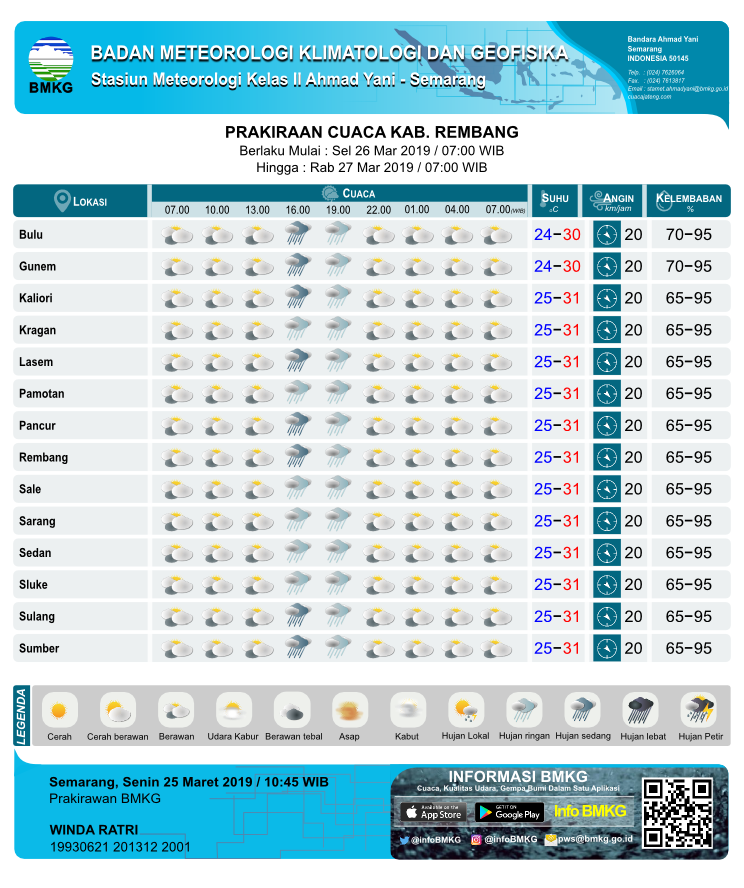 BMKG
BADAN METEOROLOGI KLIMATOLOGI DAN GEOFISIKA
Stasiun Meteorologi Kelas II Ahmad Yani - Semarang
Bandara Ahmad Yani
Semarang
INDONESIA 50145
Telp. : (024) 7626064
Fax. : (024) 7613817
Email : stamet.ahmadyani@bmkg.go.id
cuacajateng.com
PRAKIRAAN CUACA KAB. REMBANG
Berlaku Mulai : Sel 26 Mar 2019 / 07:00 WIB
Hingga : Rab 27 Mar 2019 / 07:00 WIB
LOKASI CUACA SUHU °C ANGIN km/jam KELEMBABAN %
07.00 10.00 13.00 16.00 19.00 22.00 01.00 04.00 07.00 (WIB)
Bulu 24-30 20 70-95
Gunem 24-30 20 70-95
Kaliori 25-31 20 65-95
Kragan 25-31 20 65-95
Lasem 25-31 20 65-95
Pamotan 25-31 20 65-95
Pancur 25-31 20 65-95
Rembang 25-31 20 65-95
Sale 25-31 20 65-95
Sarang 25-31 20 65-95
Sedan 25-31 20 65-95
Sluke 25-31 20 65-95
Sulang 25-31 20 65-95
Sumber 25-31 20 65-95
LEGENDA
Cerah Cerah berawan Berawan Udara Kabur Berawan tebal Asap Kabut Hujan Lokal Hujan ringan Hujan sedang Hujan lebat Hujan Petir
Semarang, Senin 25 Maret 2019 / 10:45 WIB
Prakirawan BMKG
WINDA RATRI
19930621 201312 2001
INFORMASI BMKG
Cuaca, Kualitas Udara, Gempa Bumi Dalam Satu Aplikasi
Available on the App Store
GET IT ON Google Play
Info BMKG
@infoBMKG @infoBMKG pws@bmkg.go.id